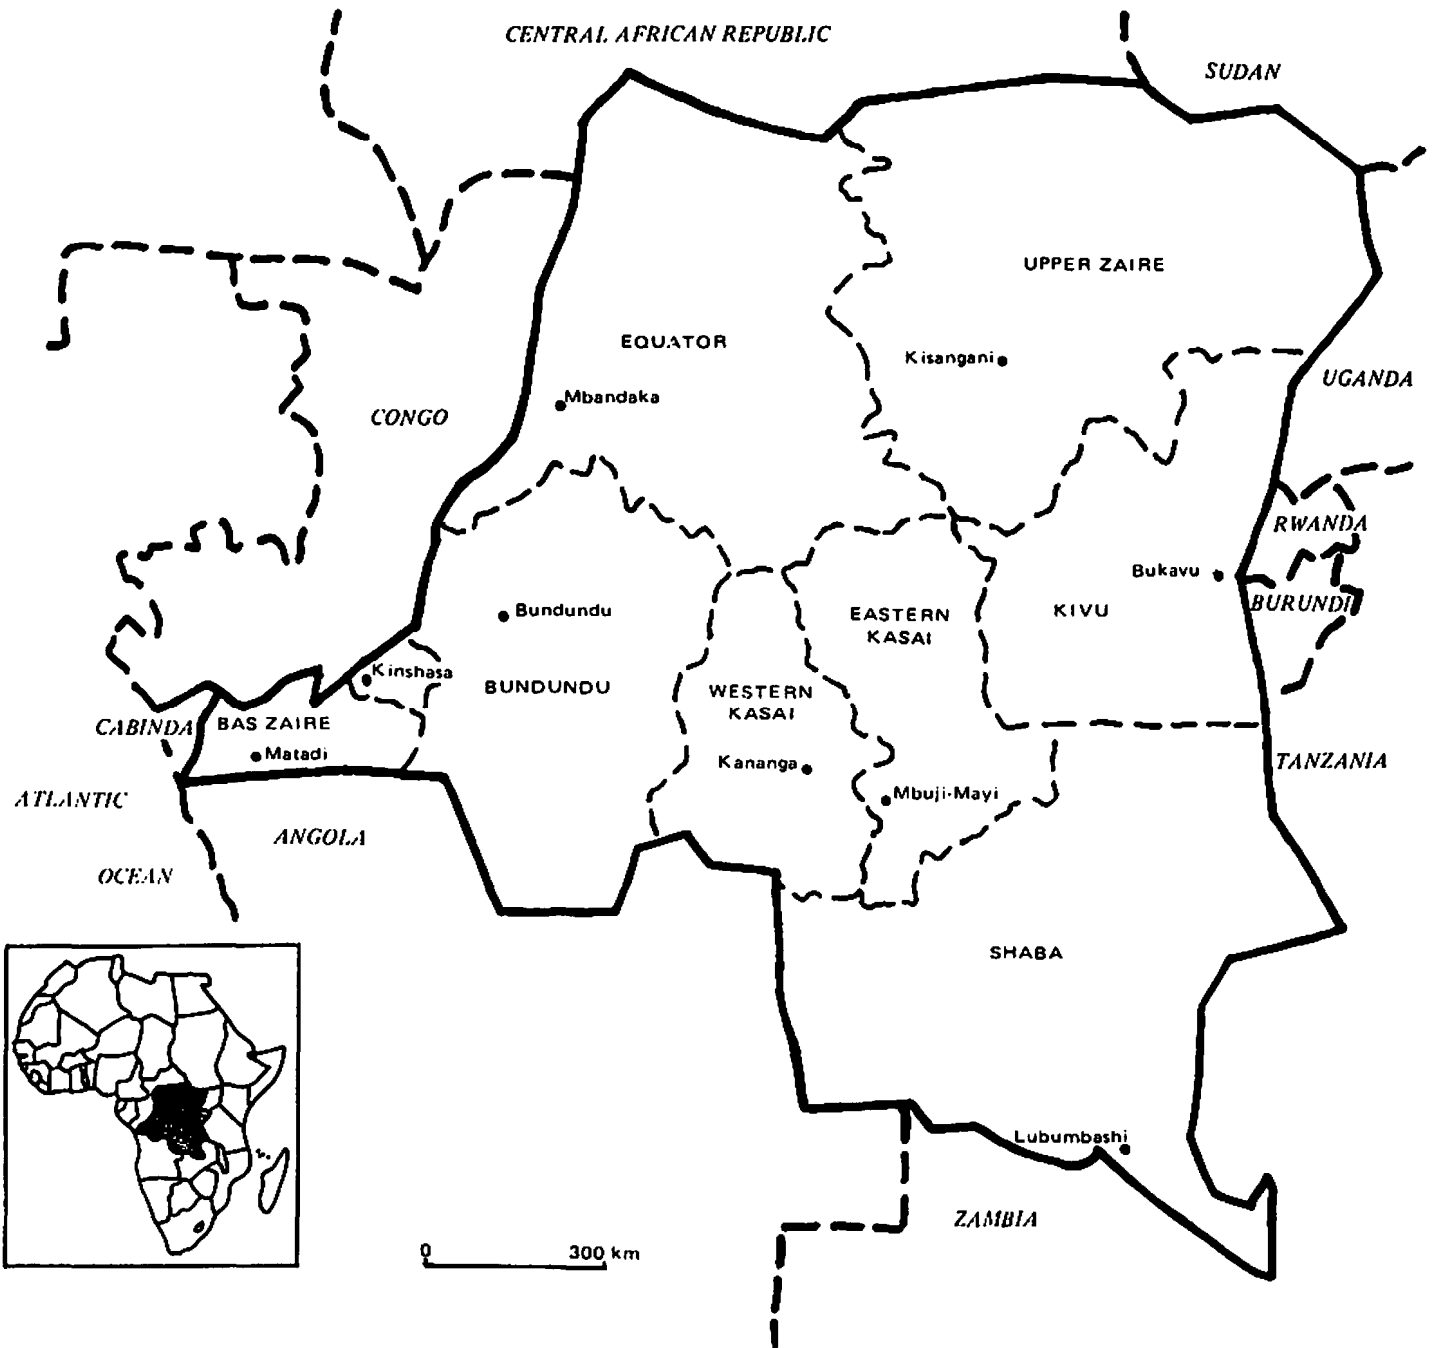 CENTRAL AFRICAN REPUBLIC
SUDAN
UPPER ZAIRE
EQUATOR
Kisangani
UGANDA
Mbandaka
CONGO
RWANDA
Bukavu
BURUNDI
Bundundu
EASTERN
KASAI
KIVU
Kinshasa
BUNDUNDU
WESTERN
KASAI
CABINDA
BAS ZAIRE
Matadi
Kananga
TANZANIA
Mbuji-Mayi
ATLANTIC
OCEAN
ANGOLA
SHABA
Lubumbashi
ZAMBIA
0
300 km